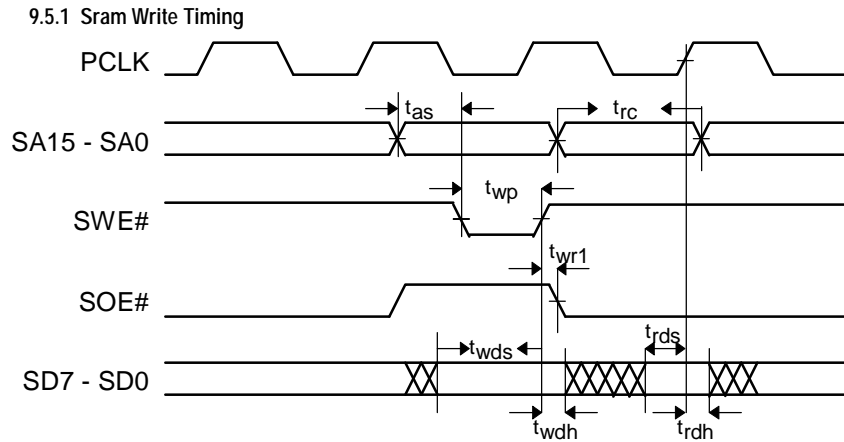 9.5.1 Sram Write Timing
PCLK
tas
trc
SA15 - SA0
twp
SWE#
twr1
SOE#
twds
trds
SD7 - SD0
twdh
trdh